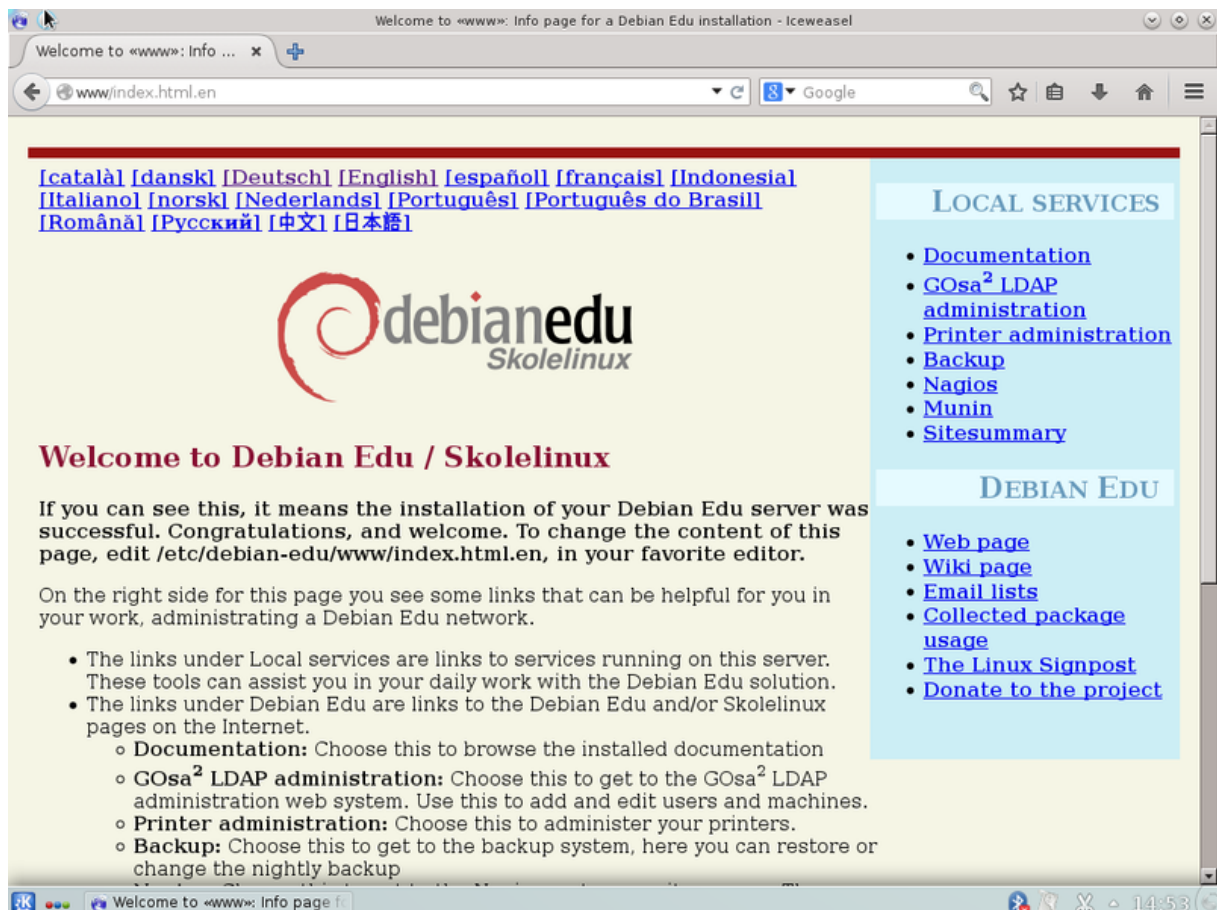 Welcome to «www»: Info page for a Debian Edu installation - Iceweasel
Welcome to «www»: Info ...
www/index.html.en
Google
[català] [dansk] [Deutsch] [English] [español] [français] [Indonesia]
[Italiano] [norsk] [Nederlands] [Português] [Português do Brasil]
[Română] [Русский] [中文] [日本語]
debianedu
Skolelinux
Welcome to Debian Edu / Skolelinux
If you can see this, it means the installation of your Debian Edu server was
successful. Congratulations, and welcome. To change the content of this
page, edit /etc/debian-edu/www/index.html.en, in your favorite editor.
On the right side for this page you see some links that can be helpful for you in
your work, administrating a Debian Edu network.
• The links under Local services are links to services running on this server.
These tools can assist you in your daily work with the Debian Edu solution.
• The links under Debian Edu are links to the Debian Edu and/or Skolelinux
pages on the Internet.
◦ Documentation: Choose this to browse the installed documentation
◦ GOsa² LDAP administration: Choose this to get to the GOsa² LDAP
administration web system. Use this to add and edit users and machines.
◦ Printer administration: Choose this to administer your printers.
◦ Backup: Choose this to get to the backup system, here you can restore or
change the nightly backup
LOCAL SERVICES
• Documentation
• GOsa² LDAP
administration
• Printer administration
• Backup
• Nagios
• Munin
• Sitesummary
DEBIAN EDU
• Web page
• Wiki page
• Email lists
• Collected package
usage
• The Linux Signpost
• Donate to the project
Welcome to «www»: Info page fo
14:53